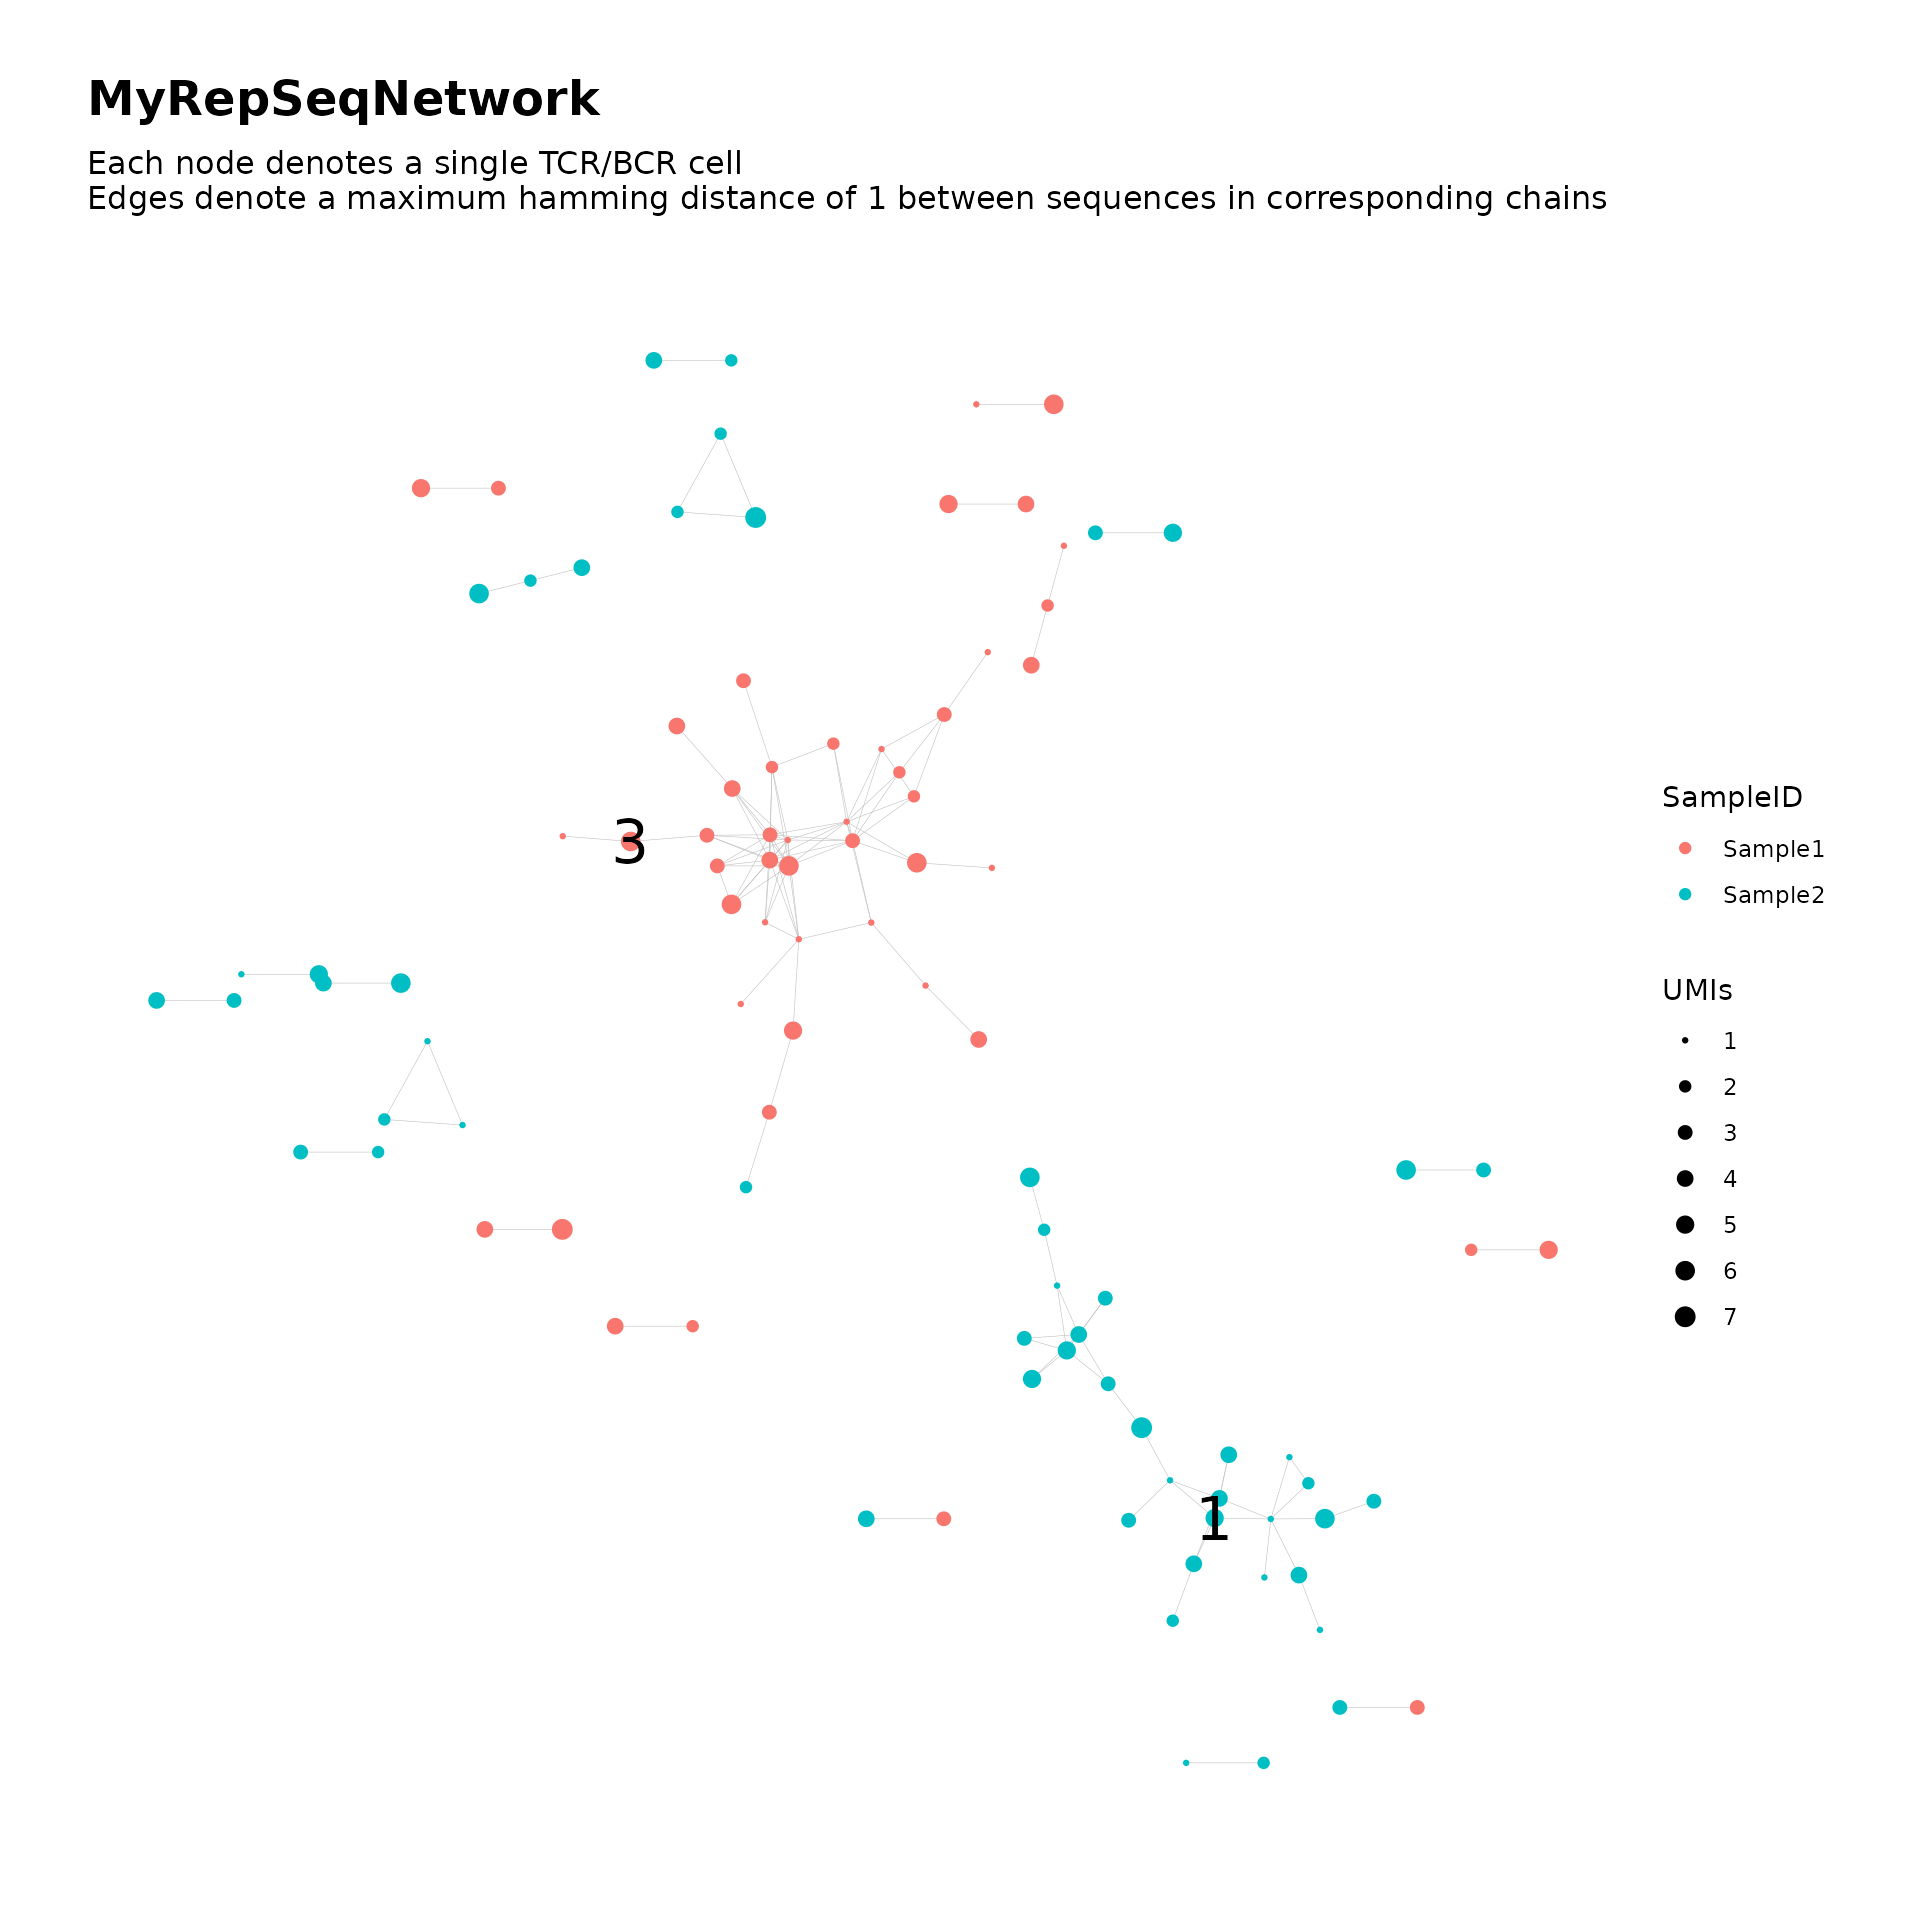 MyRepSeqNetwork
Each node denotes a single TCR/BCR cell
Edges denote a maximum hamming distance of 1 between sequences in corresponding chains
3
1
SampleID
Sample1
Sample2
UMIs
1
2
3
4
5
6
7